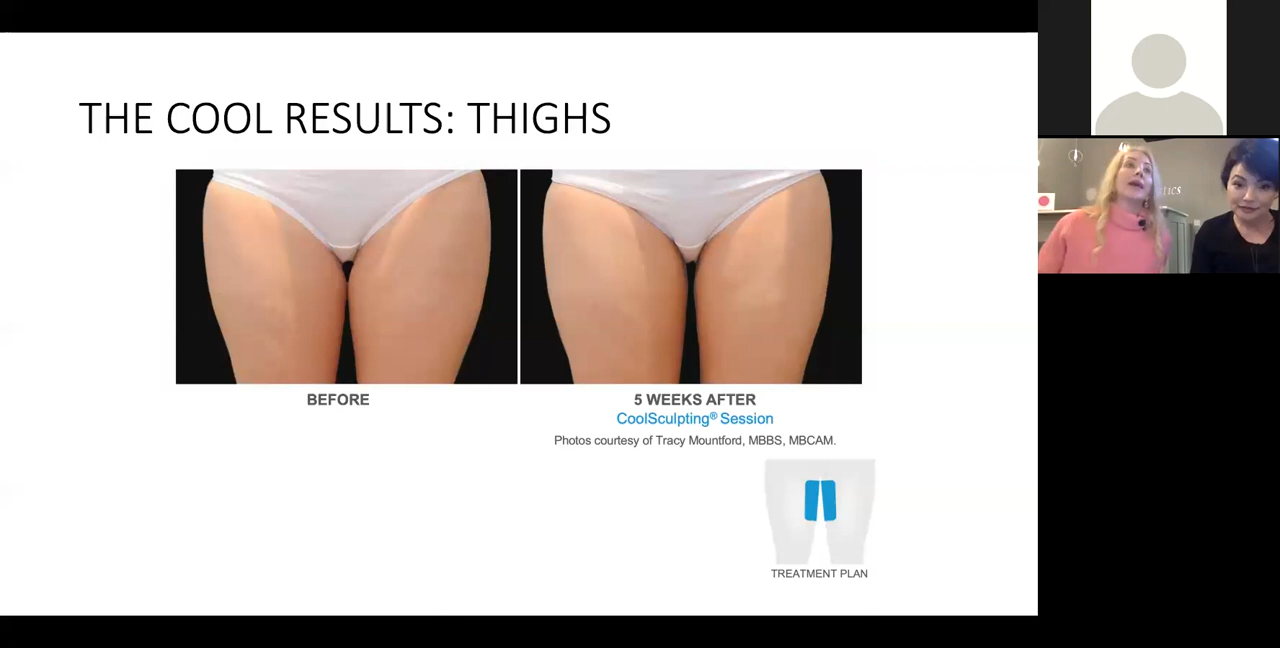 THE COOL RESULTS: THIGHS
BEFORE
5 WEEKS AFTER
CoolSculpting® Session
Photos courtesy of Tracy Mountford, MBBS, MBCAM.
TREATMENT PLAN